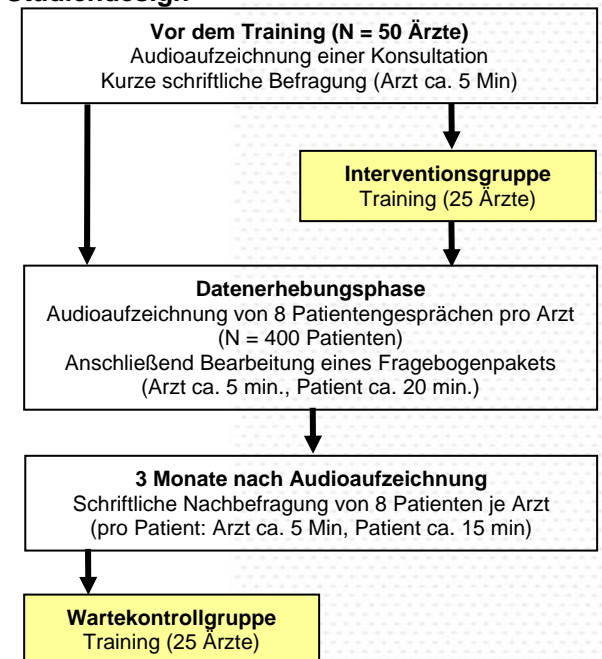 Studiendesign
Vor dem Training (N = 50 Ärzte)
Audioaufzeichnung einer Konsultation
Kurze schriftliche Befragung (Arzt ca. 5 Min)
Interventionsgruppe
Training (25 Ärzte)
Datenerhebungsphase
Audioaufzeichnung von 8 Patientengesprächen pro Arzt
(N = 400 Patienten)
Anschließend Bearbeitung eines Fragebogenpakets
(Arzt ca. 5 min., Patient ca. 20 min.)
3 Monate nach Audioaufzeichnung
Schriftliche Nachbefragung von 8 Patienten je Arzt
(pro Patient: Arzt ca. 5 Min, Patient ca. 15 min)
Wartekontrollgruppe
Training (25 Ärzte)